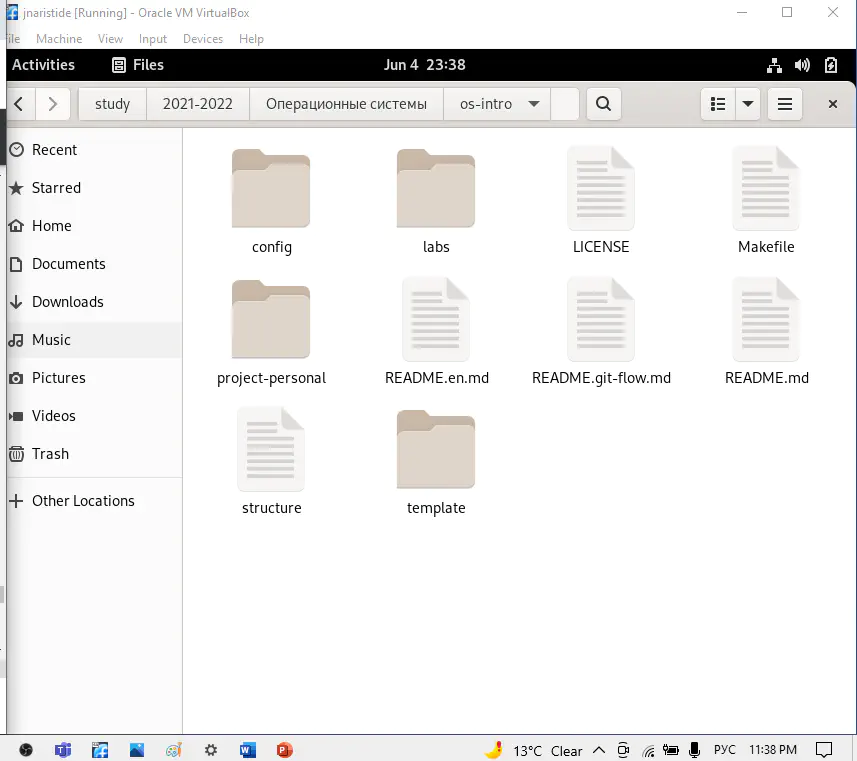 jnaristide [Running] - Oracle VM VirtualBox
File Machine View Input Devices Help
Activities Files Jun 4 23:38
study 2021-2022 Операционные системы os-intro
Recent
Starred
Home
Documents
Downloads
Music
Pictures
Videos
Trash
Other Locations
config labs LICENSE Makefile
project-personal README.en.md README.git-flow.md README.md
structure template
13°C Clear РУС 11:38 PM